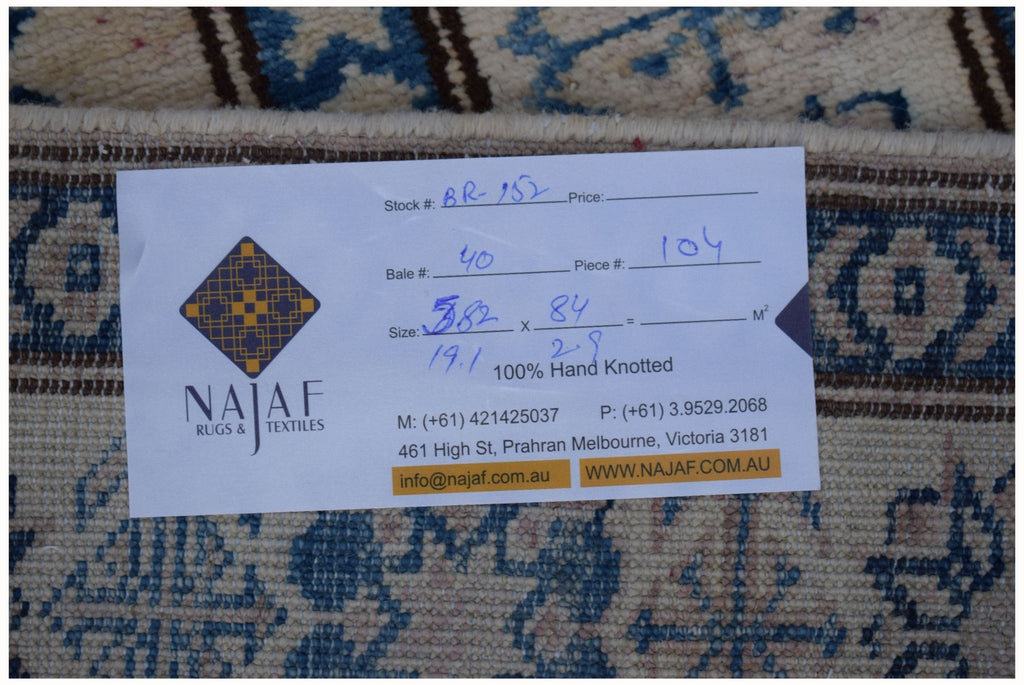 Stock #: BR-152 Price:
Bale #: 40 Piece #: 104
Size: 582 X 84 = M²
19.1 29
100% Hand Knotted
NAJAF
RUGS & TEXTILES
M: (+61) 421425037 P: (+61) 3.9529.2068
461 High St, Prahran Melbourne, Victoria 3181
info@najaf.com.au WWW.NAJAF.COM.AU